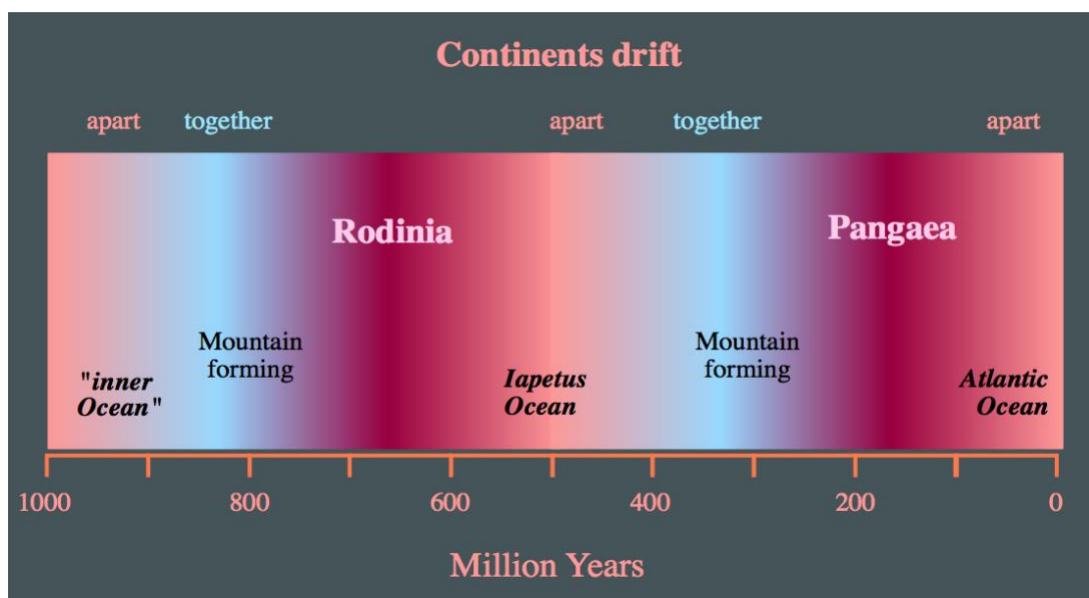 Continents drift
apart together apart together apart
Rodinia Pangaea
Mountain Mountain
forming forming
"inner Iapetus Atlantic
Ocean" Ocean Ocean
1000 800 600 400 200 0
Million Years